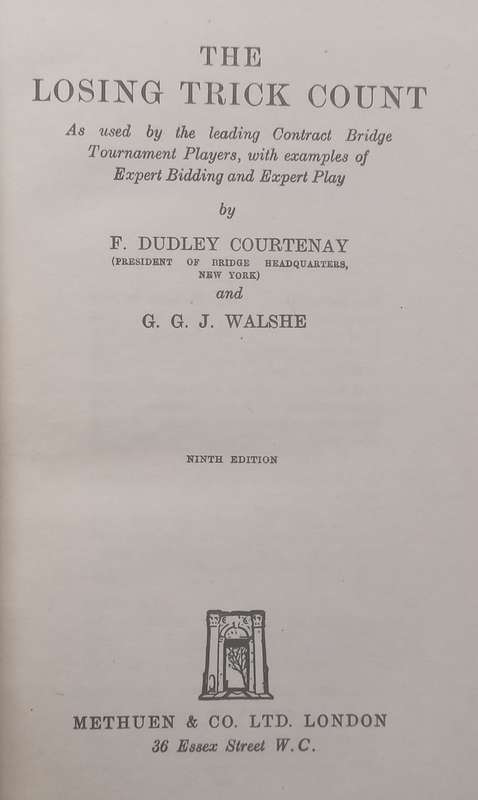 THE
LOSING TRICK COUNT
As used by the leading Contract Bridge
Tournament Players, with examples of
Expert Bidding and Expert Play
by
F. DUDLEY COURTENAY
(PRESIDENT OF BRIDGE HEADQUARTERS,
NEW YORK)
and
G. G. J. WALSHE
NINTH EDITION
METHUEN & CO. LTD. LONDON
36 Essex Street W.C.